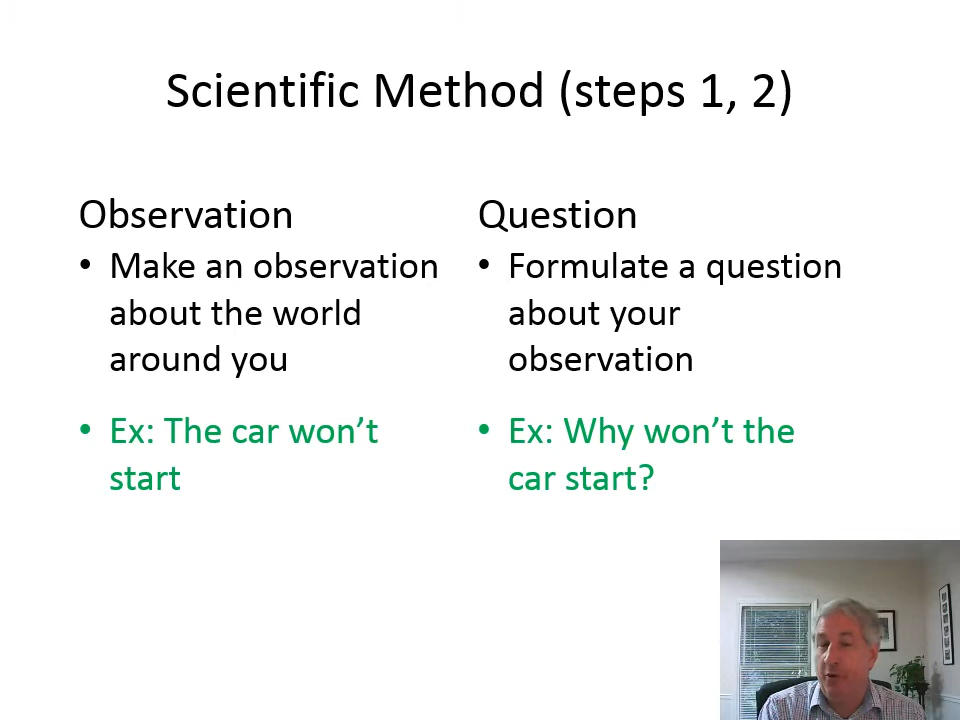 Scientific Method (steps 1, 2)
Observation
• Make an observation
about the world
around you
• Ex: The car won’t
start
Question
• Formulate a question
about your
observation
• Ex: Why won’t the
car start?